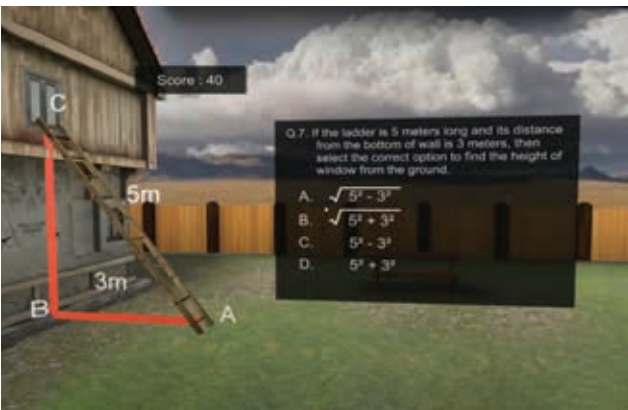 Score : 40
C
Q.7. If the ladder is 5 meters long and its distance
from the bottom of wall is 3 meters, then
select the correct option to find the height of
window from the ground.
5m
A. √5² - 3²
B. √5² + 3²
C. 5² - 3²
D. 5² + 3²
3m
B
A